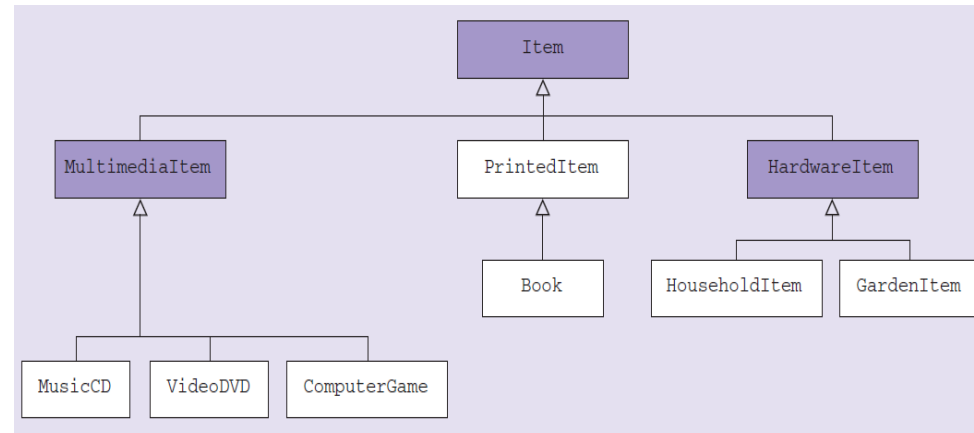 Item
MultimediaItem
PrintedItem
HardwareItem
Book
HouseholdItem
GardenItem
MusicCD
VideoDVD
ComputerGame